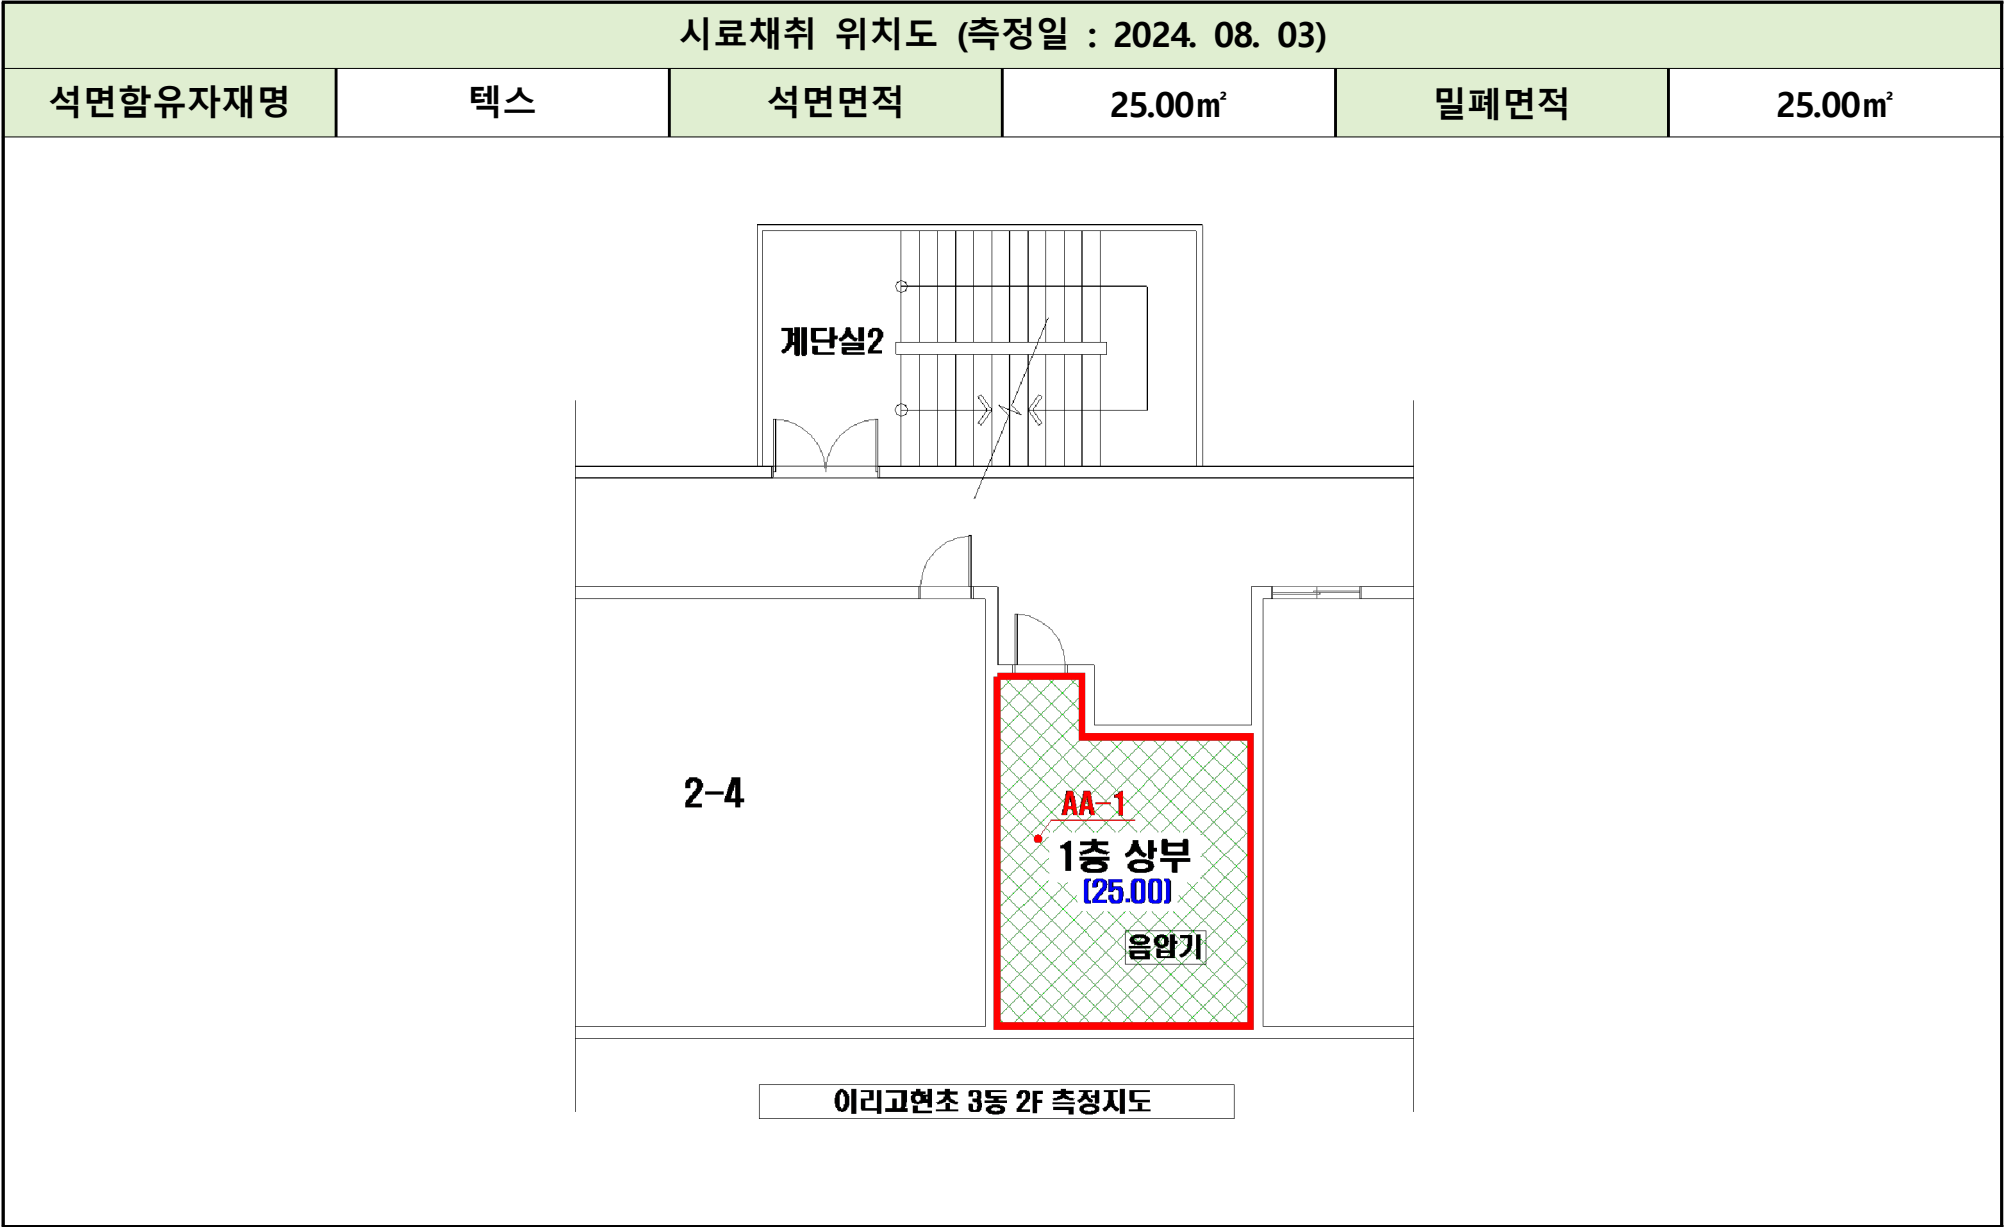 시료채취 위치도 (측정일 : 2024. 08. 03)
석면함유자재명 텍스 석면면적 25.00㎡ 밀폐면적 25.00㎡
계단실2
2-4
AA-1
1층 상부
(25.00)
음압기
이리고현초 3동 2F 측정지도